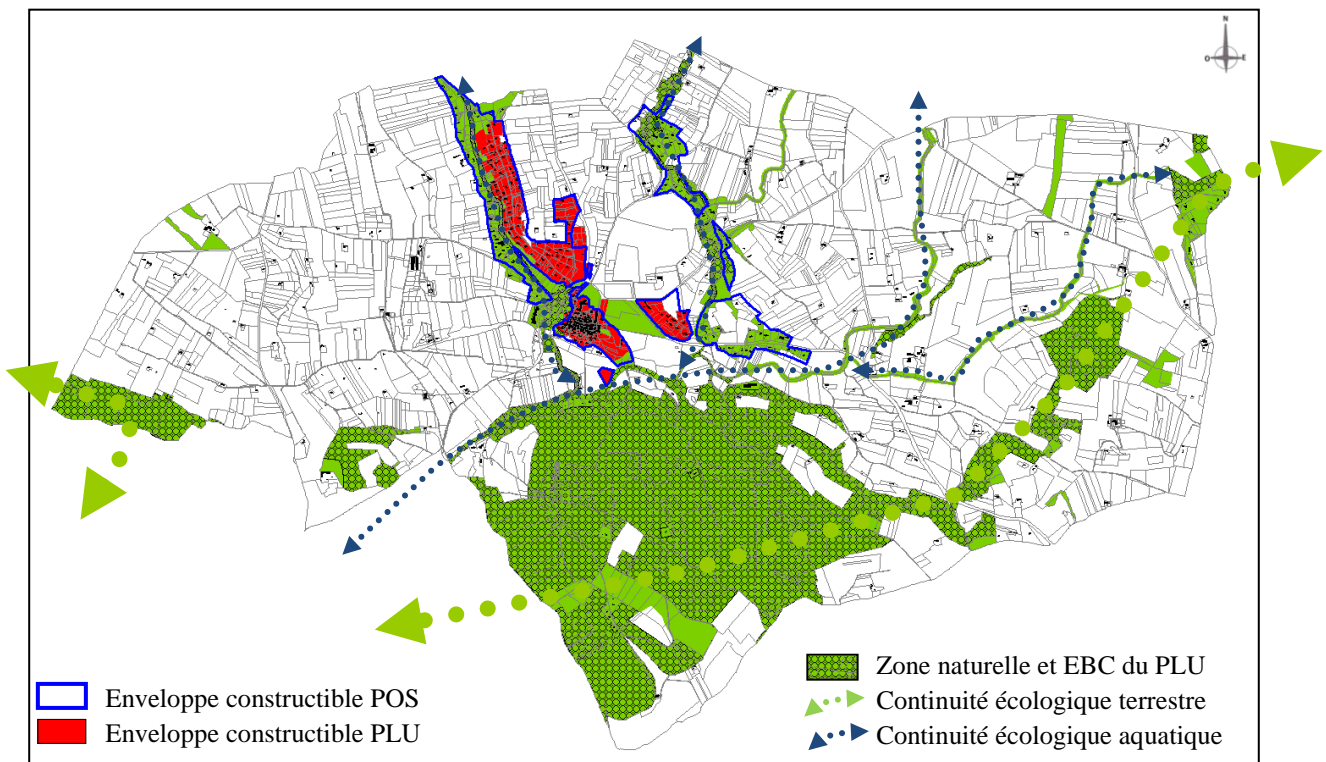 N
O E
Enveloppe constructible POS
Enveloppe constructible PLU
Zone naturelle et EBC du PLU
Continuité écologique terrestre
Continuité écologique aquatique